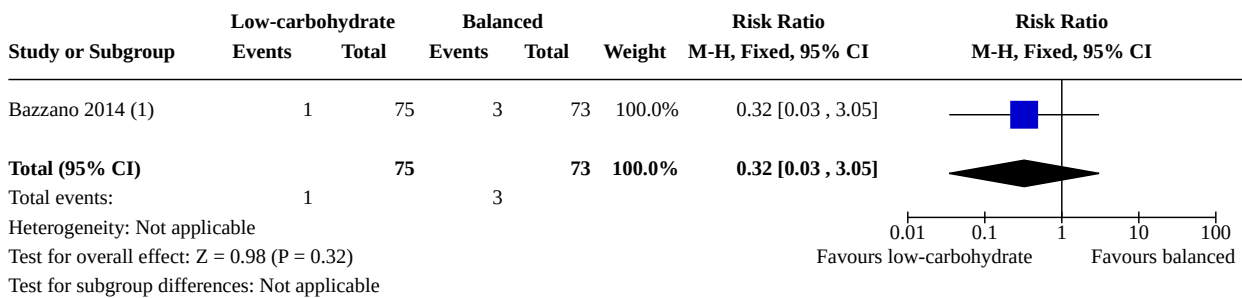 Low-carbohydrate Balanced Risk Ratio Risk Ratio
Study or Subgroup Events Total Events Total Weight M-H, Fixed, 95% CI M-H, Fixed, 95% CI
Bazzano 2014 (1) 1 75 3 73 100.0% 0.32 [0.03 , 3.05]
Total (95% CI) 75 73 100.0% 0.32 [0.03 , 3.05]
Total events: 1 3
Heterogeneity: Not applicable
0.01 0.1 1 10 100
Test for overall effect: Z = 0.98 (P = 0.32) Favours low-carbohydrate Favours balanced
Test for subgroup differences: Not applicable